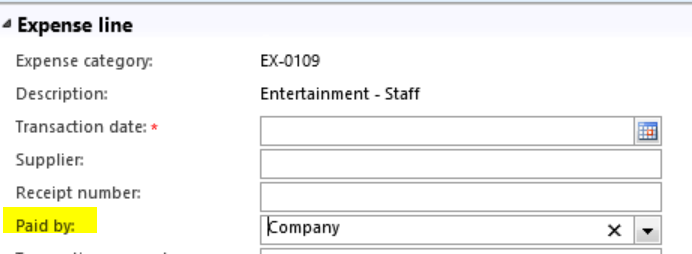 Expense line
Expense category: EX-0109
Description: Entertainment - Staff
Transaction date: *
Supplier:
Receipt number:
Paid by: Company